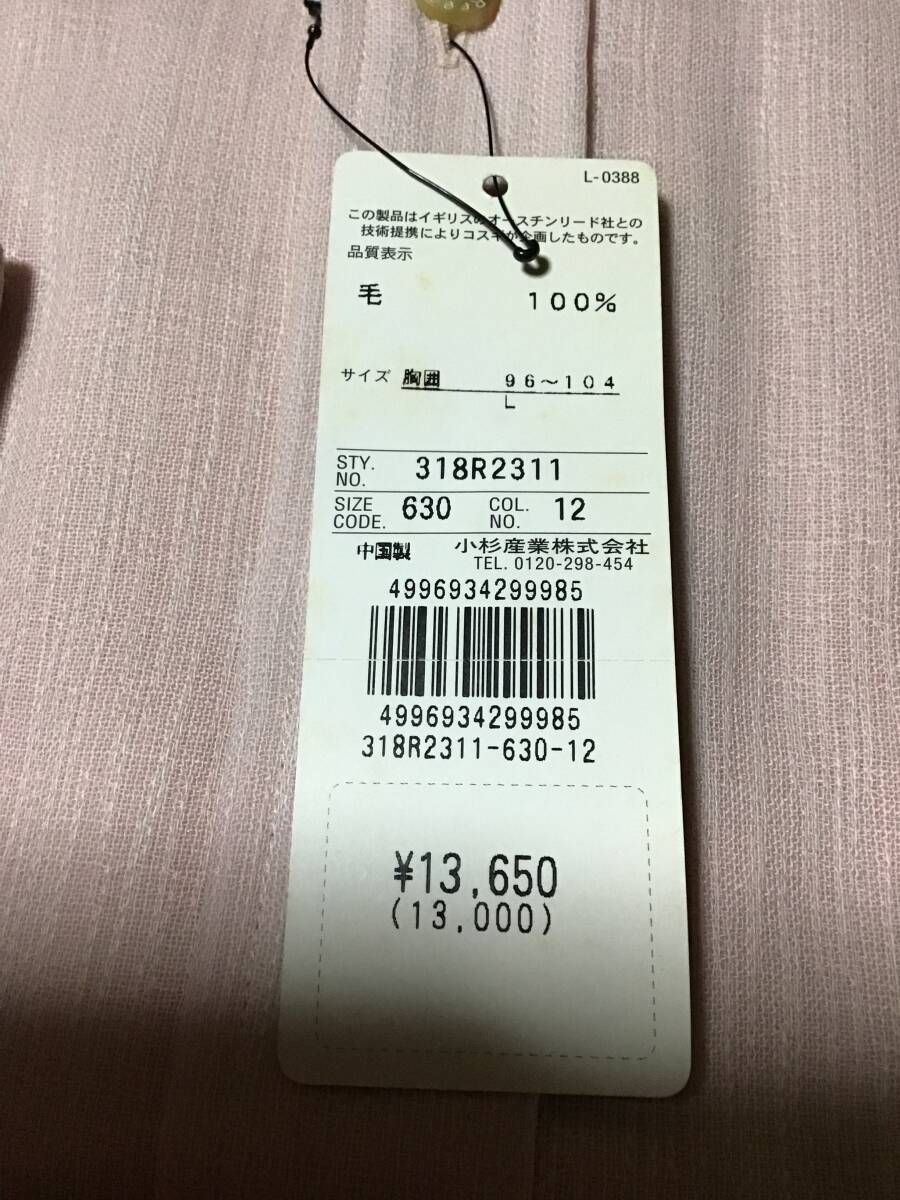 L-0388
この製品はイギリスのオースチンリード社との
技術提携によりコスギが企画したものです。
品質表示
毛 100%
サイズ 胸囲 96～104
L
STY. NO. 318R2311
SIZE CODE. 630 COL. NO. 12
中国製 小杉産業株式会社
TEL. 0120-298-454
4996934299985
4996934299985
318R2311-630-12
¥13,650
(13,000)